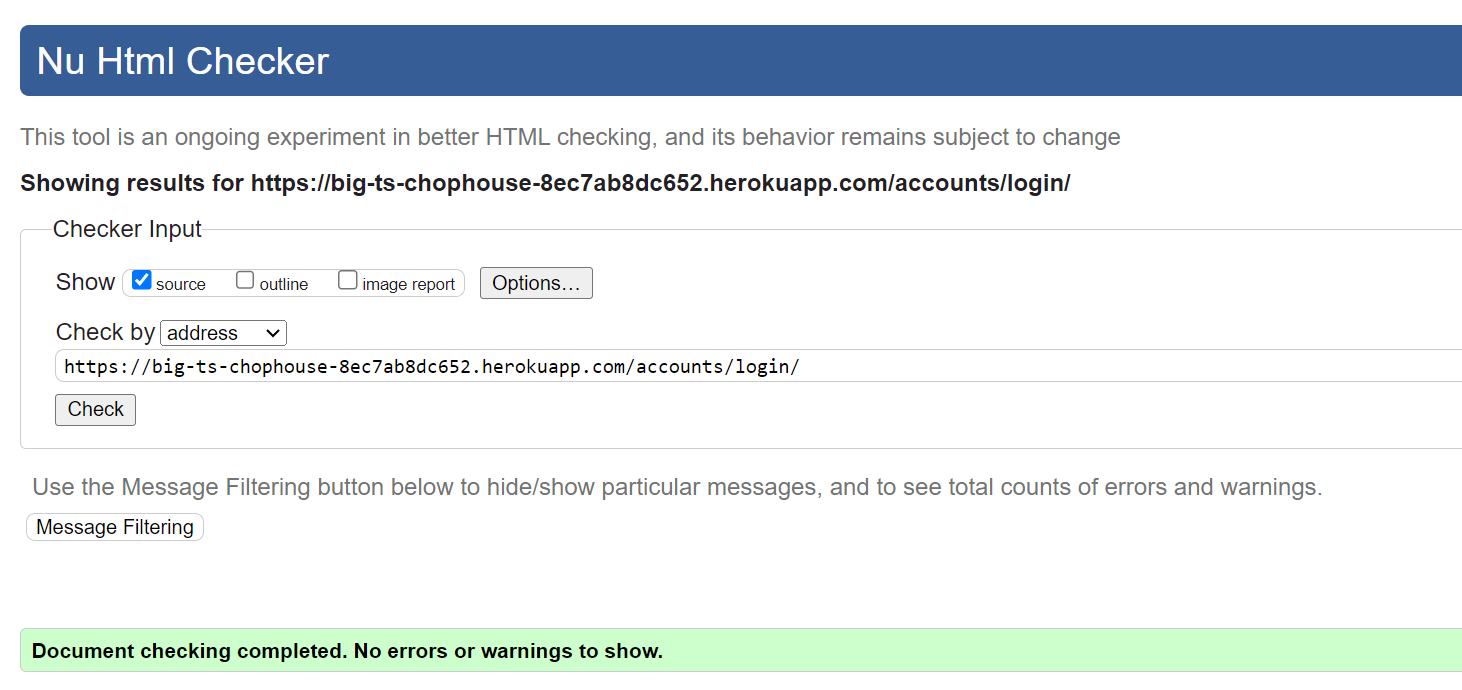 Nu Html Checker
This tool is an ongoing experiment in better HTML checking, and its behavior remains subject to change
Showing results for https://big-ts-chophouse-8ec7ab8dc652.herokuapp.com/accounts/login/
Checker Input
Show source outline image report Options…
Check by address
https://big-ts-chophouse-8ec7ab8dc652.herokuapp.com/accounts/login/
Check
Use the Message Filtering button below to hide/show particular messages, and to see total counts of errors and warnings.
Message Filtering
Document checking completed. No errors or warnings to show.